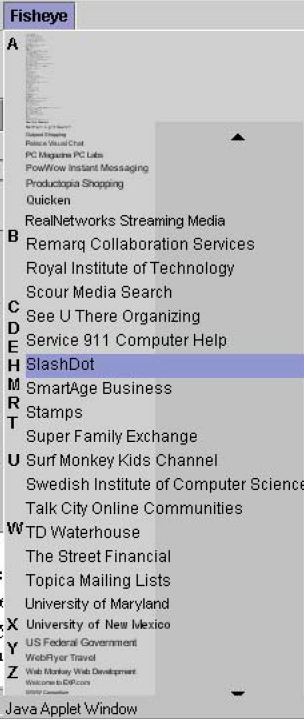 Fisheye
A
Outpost Shopping
Palace Visual Chat
PC Magazine PC Labs
PowWow Instant Messaging
Productopia Shopping
Quicken
RealNetworks Streaming Media
B
Remarq Collaboration Services
Royal Institute of Technology
Scour Media Search
C
See U There Organizing
D
Service 911 Computer Help
E
H SlashDot
M SmartAge Business
R
Stamps
T
Super Family Exchange
U Surf Monkey Kids Channel
Swedish Institute of Computer Science
Talk City Online Communities
W TD Waterhouse
The Street Financial
Topica Mailing Lists
University of Maryland
X University of New Mexico
US Federal Government
Y
WebFlyer Travel
Z Web Monkey Web Development
Welcome to EXP.com
WWW Consortium
Java Applet Window